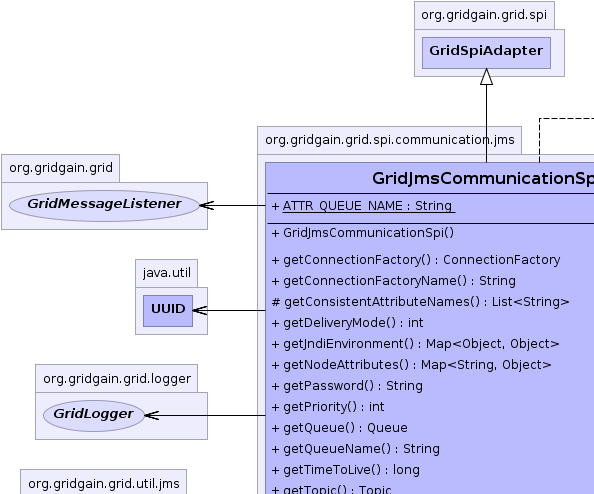 org.gridgain.grid.spi
GridSpiAdapter
org.gridgain.grid.spi.communication.jms
org.gridgain.grid
GridMessageListener
GridJmsCommunicationSp
+ ATTR_QUEUE_NAME : String
+ GridJmsCommunicationSpi()
+ getConnectionFactory() : ConnectionFactory
java.util
+ getConnectionFactoryName() : String
UUID
# getConsistentAttributeNames() : List<String>
+ getDeliveryMode() : int
+ getJndiEnvironment() : Map<Object, Object>
+ getNodeAttributes() : Map<String, Object>
org.gridgain.grid.logger
GridLogger
+ getPassword() : String
+ getPriority() : int
+ getQueue() : Queue
+ getQueueName() : String
+ getTimeToLive() : long
+ getTopic() : Topic
org.gridgain.grid.util.jms